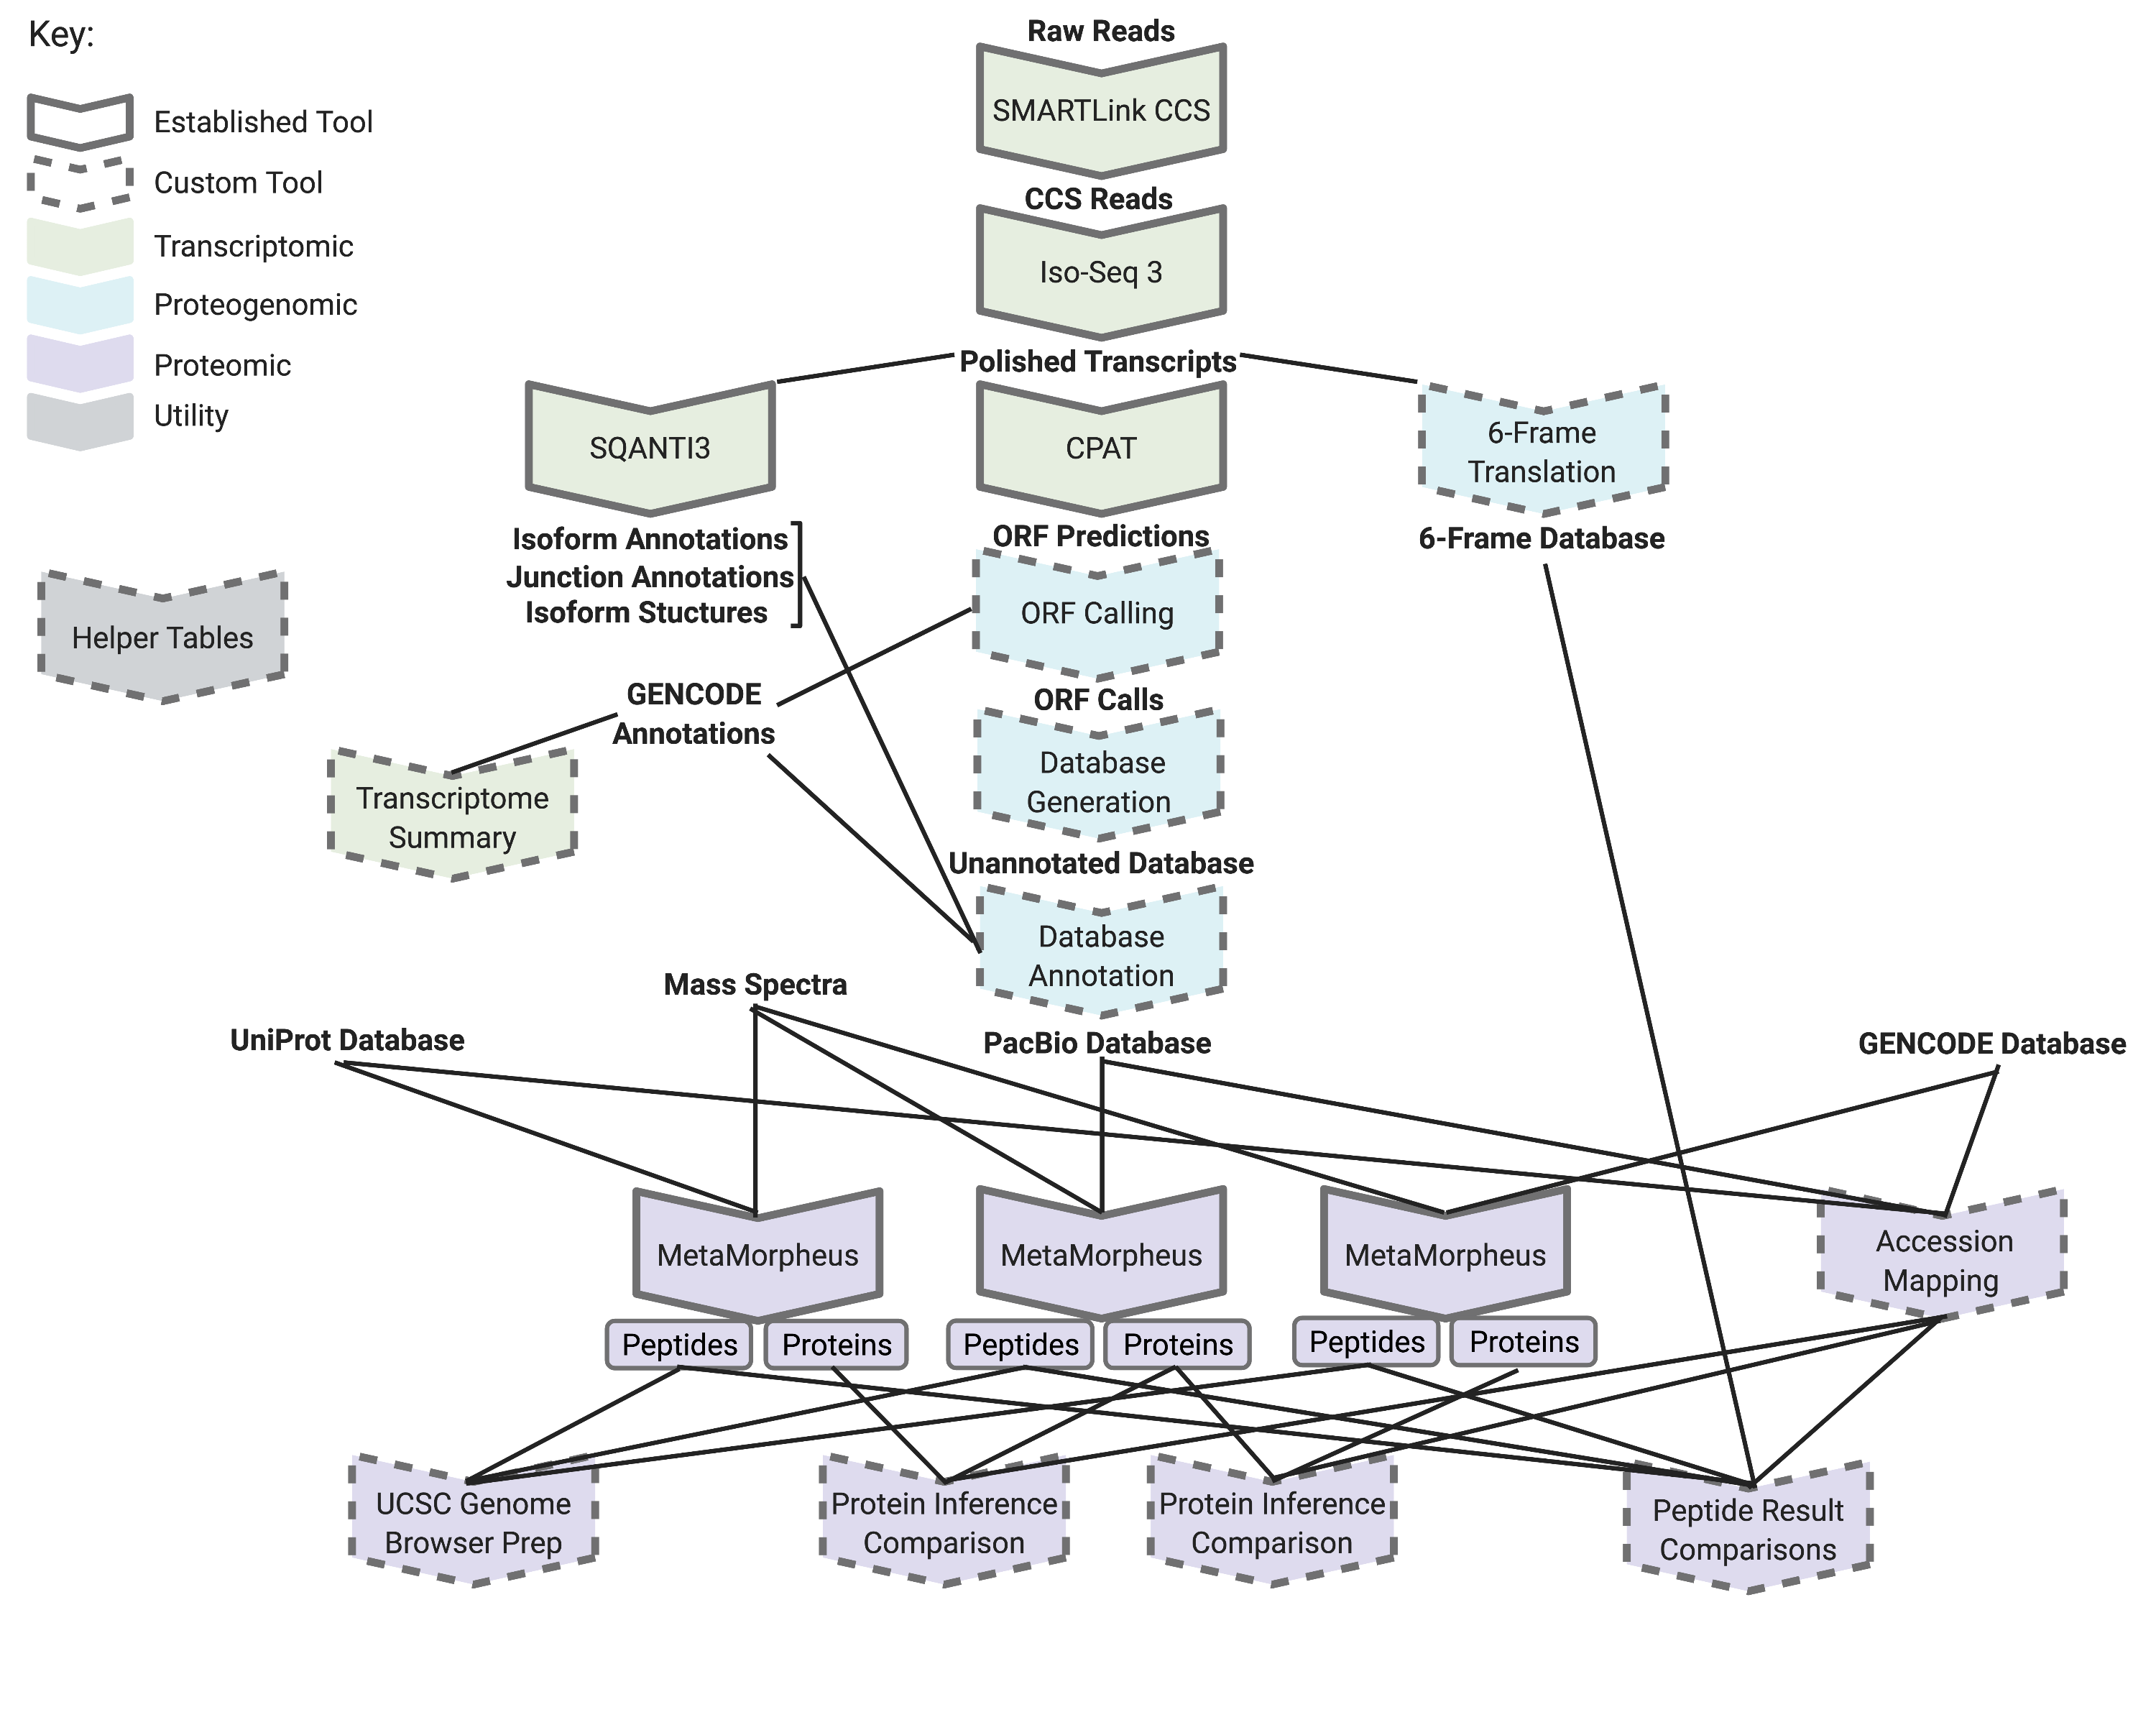 Key:
Established Tool
Custom Tool
Transcriptomic
Proteogenomic
Proteomic
Utility
Raw Reads
SMARTLink CCS
CCS Reads
Iso-Seq 3
Polished Transcripts
SQANTI3
CPAT
6-Frame
Translation
Isoform Annotations
Junction Annotations
Isoform Stuctures
ORF Predictions
6-Frame Database
Helper Tables
ORF Calling
GENCODE
Annotations
ORF Calls
Transcriptome
Summary
Database
Generation
Unannotated Database
Database
Annotation
Mass Spectra
UniProt Database
PacBio Database
GENCODE Database
MetaMorpheus
MetaMorpheus
MetaMorpheus
Accession
Mapping
Peptides
Proteins
Peptides
Proteins
Peptides
Proteins
UCSC Genome
Browser Prep
Protein Inference
Comparison
Protein Inference
Comparison
Peptide Result
Comparisons